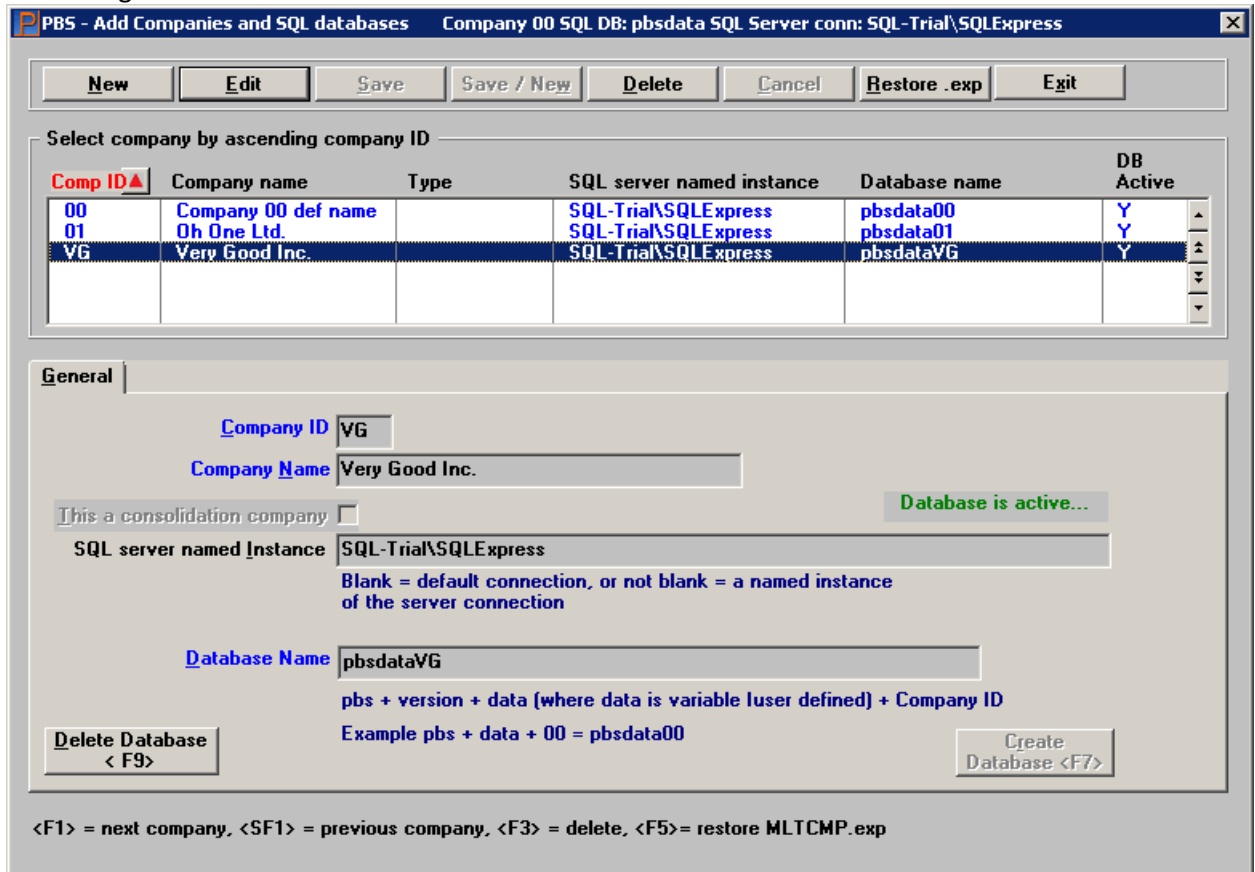 PBS - Add Companies and SQL databases Company 00 SQL DB: pbsdata SQL Server conn: SQL-Trial\SQLExpress
New Edit Save Save / New Delete Cancel Restore .exp Exit
Select company by ascending company ID
Comp ID Company name Type SQL server named instance Database name DB Active
00 Company 00 def name SQL-Trial\SQLExpress pbsdata00 Y
01 Oh One Ltd. SQL-Trial\SQLExpress pbsdata01 Y
VG Very Good Inc. SQL-Trial\SQLExpress pbsdataVG Y
General
Company ID VG
Company Name Very Good Inc.
This a consolidation company Database is active...
SQL server named Instance SQL-Trial\SQLExpress
Blank = default connection, or not blank = a named instance
of the server connection
Database Name pbsdataVG
pbs + version + data (where data is variable Iuser defined) + Company ID
Example pbs + data + 00 = pbsdata00
Delete Database
< F9>
Create
Database <F7>
<F1> = next company, <SF1> = previous company, <F3> = delete, <F5>= restore MLTCMP.exp